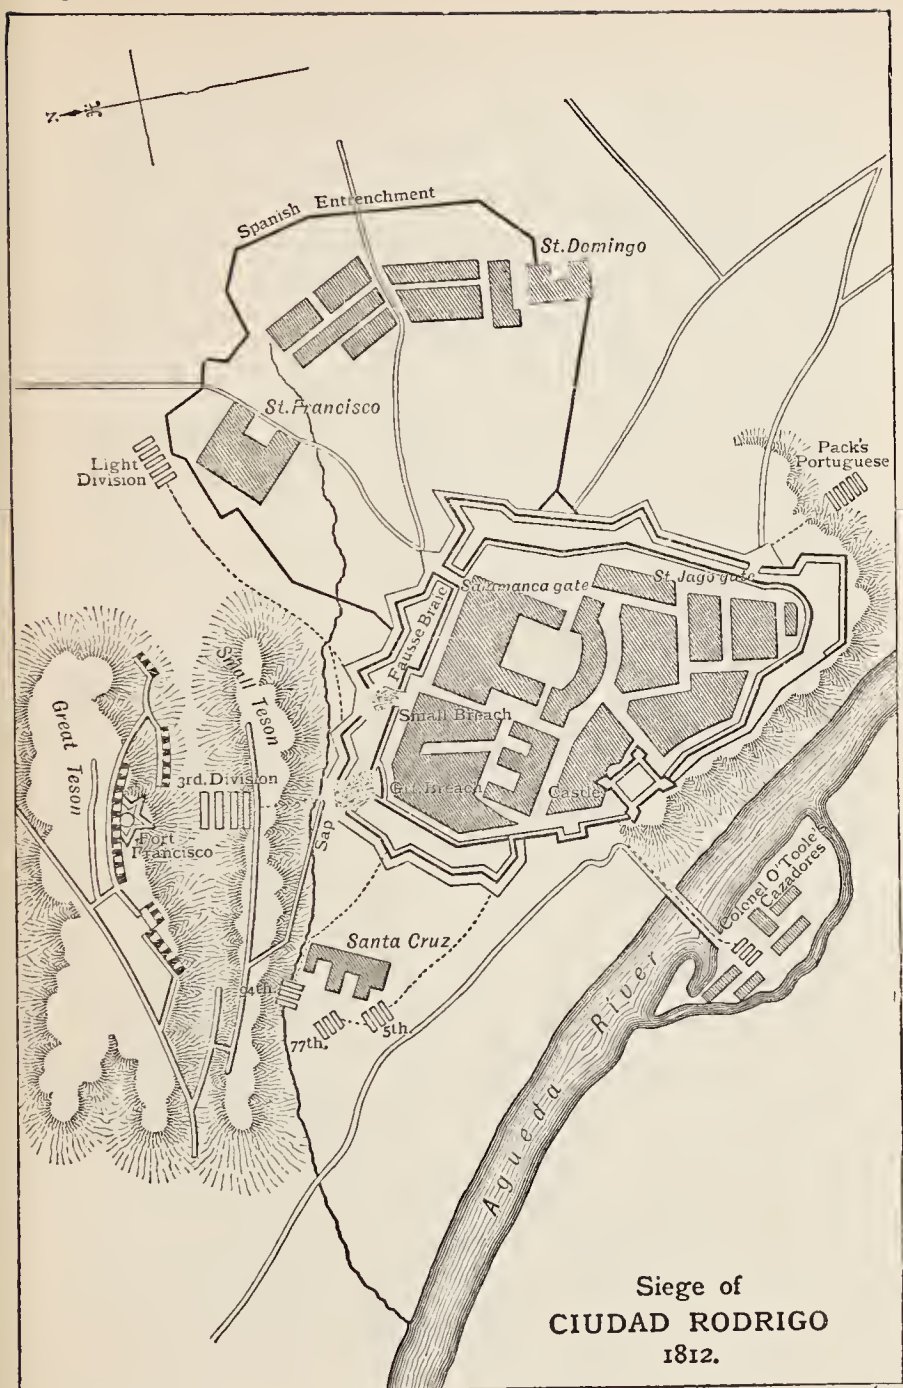 N.
Spanish Entrenchment
St. Domingo
St. Francisco
Light
Division
Pack's
Portuguese
Salamanca gate
St. Jago gate
Fausse Braie
Small Teson
Great Teson
Small Breach
3rd. Division
Gt. Breach
Castle
Fort
Francisco
Sap
Colonel O'Toole's
Cazadores
Santa Cruz
94th.
77th.
5th.
Agueda River
Siege of
CIUDAD RODRIGO
1812.